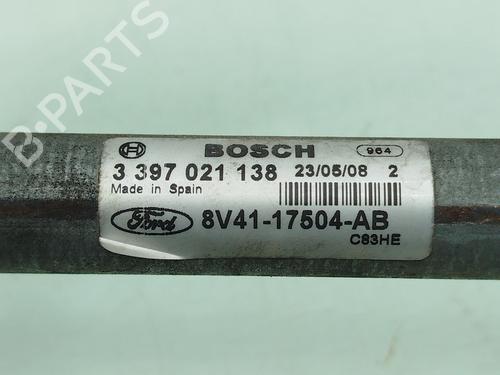 B-PARTS
BOSCH 964
3 397 021 138 23/05/08 2
Made in Spain
Ford 8V41-17504-AB
C83HE